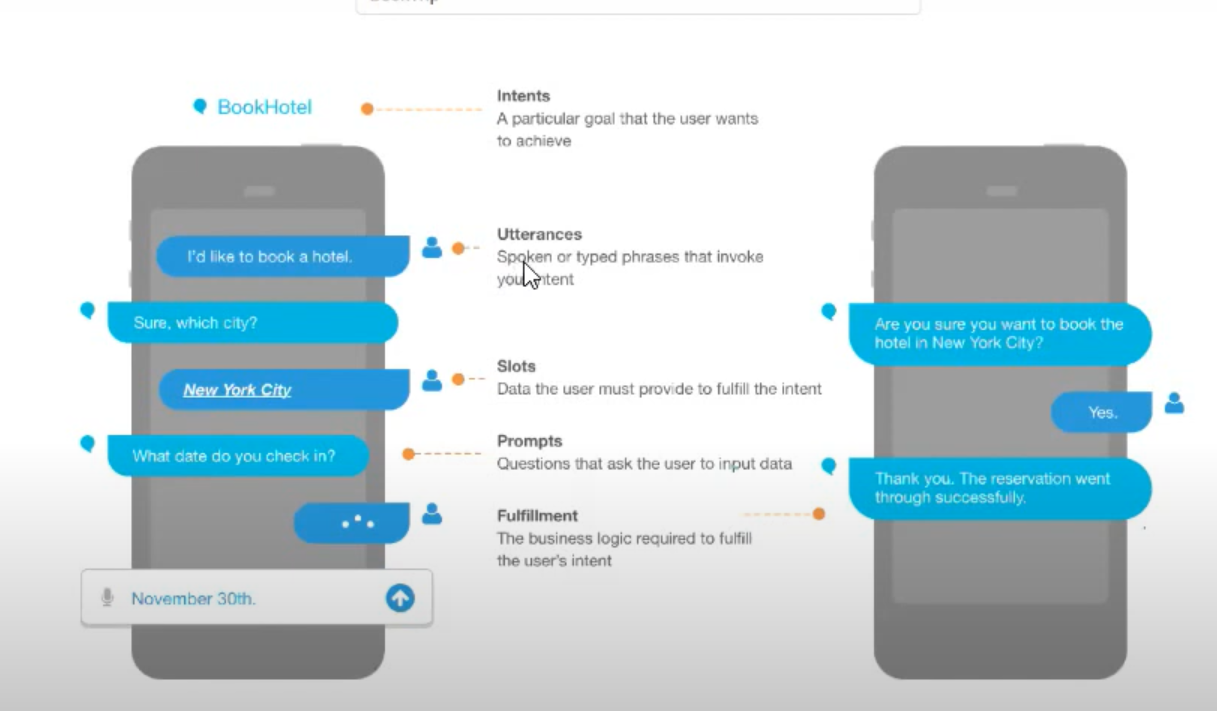 BookHotel
Intents
A particular goal that the user wants
to achieve
I'd like to book a hotel.
Utterances
Spoken or typed phrases that invoke
your intent
Sure, which city?
New York City
Slots
Data the user must provide to fulfill the intent
What date do you check in?
Prompts
Questions that ask the user to input data
Fulfillment
The business logic required to fulfill
the user's intent
November 30th.
Are you sure you want to book the
hotel in New York City?
Yes.
Thank you. The reservation went
through successfully.